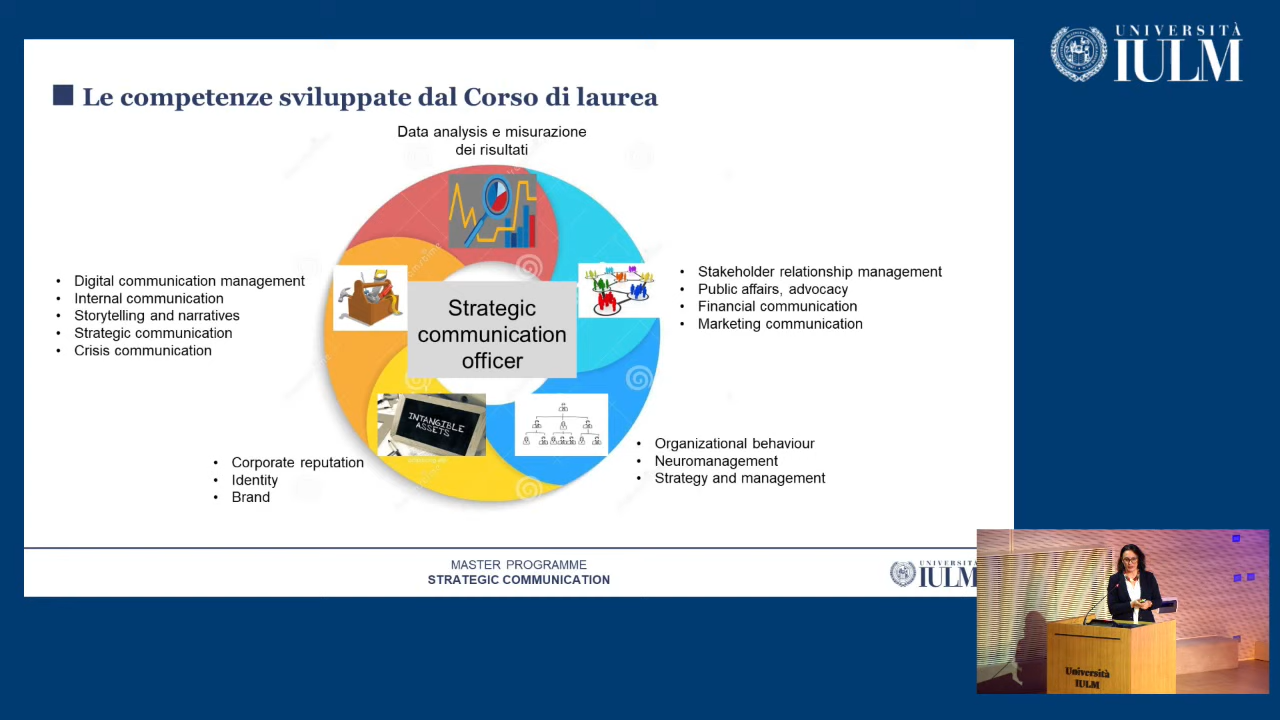 UNIVERSITÀ
IULM
Le competenze sviluppate dal Corso di laurea
Data analysis e misurazione
dei risultati
• Digital communication management
• Internal communication
• Storytelling and narratives
• Strategic communication
• Crisis communication
Strategic
communication
officer
• Stakeholder relationship management
• Public affairs, advocacy
• Financial communication
• Marketing communication
INTANGIBLE
ASSETS
• Organizational behaviour
• Neuromanagement
• Strategy and management
• Corporate reputation
• Identity
• Brand
MASTER PROGRAMME
STRATEGIC COMMUNICATION
UNIVERSITÀ
IULM
Università
IULM